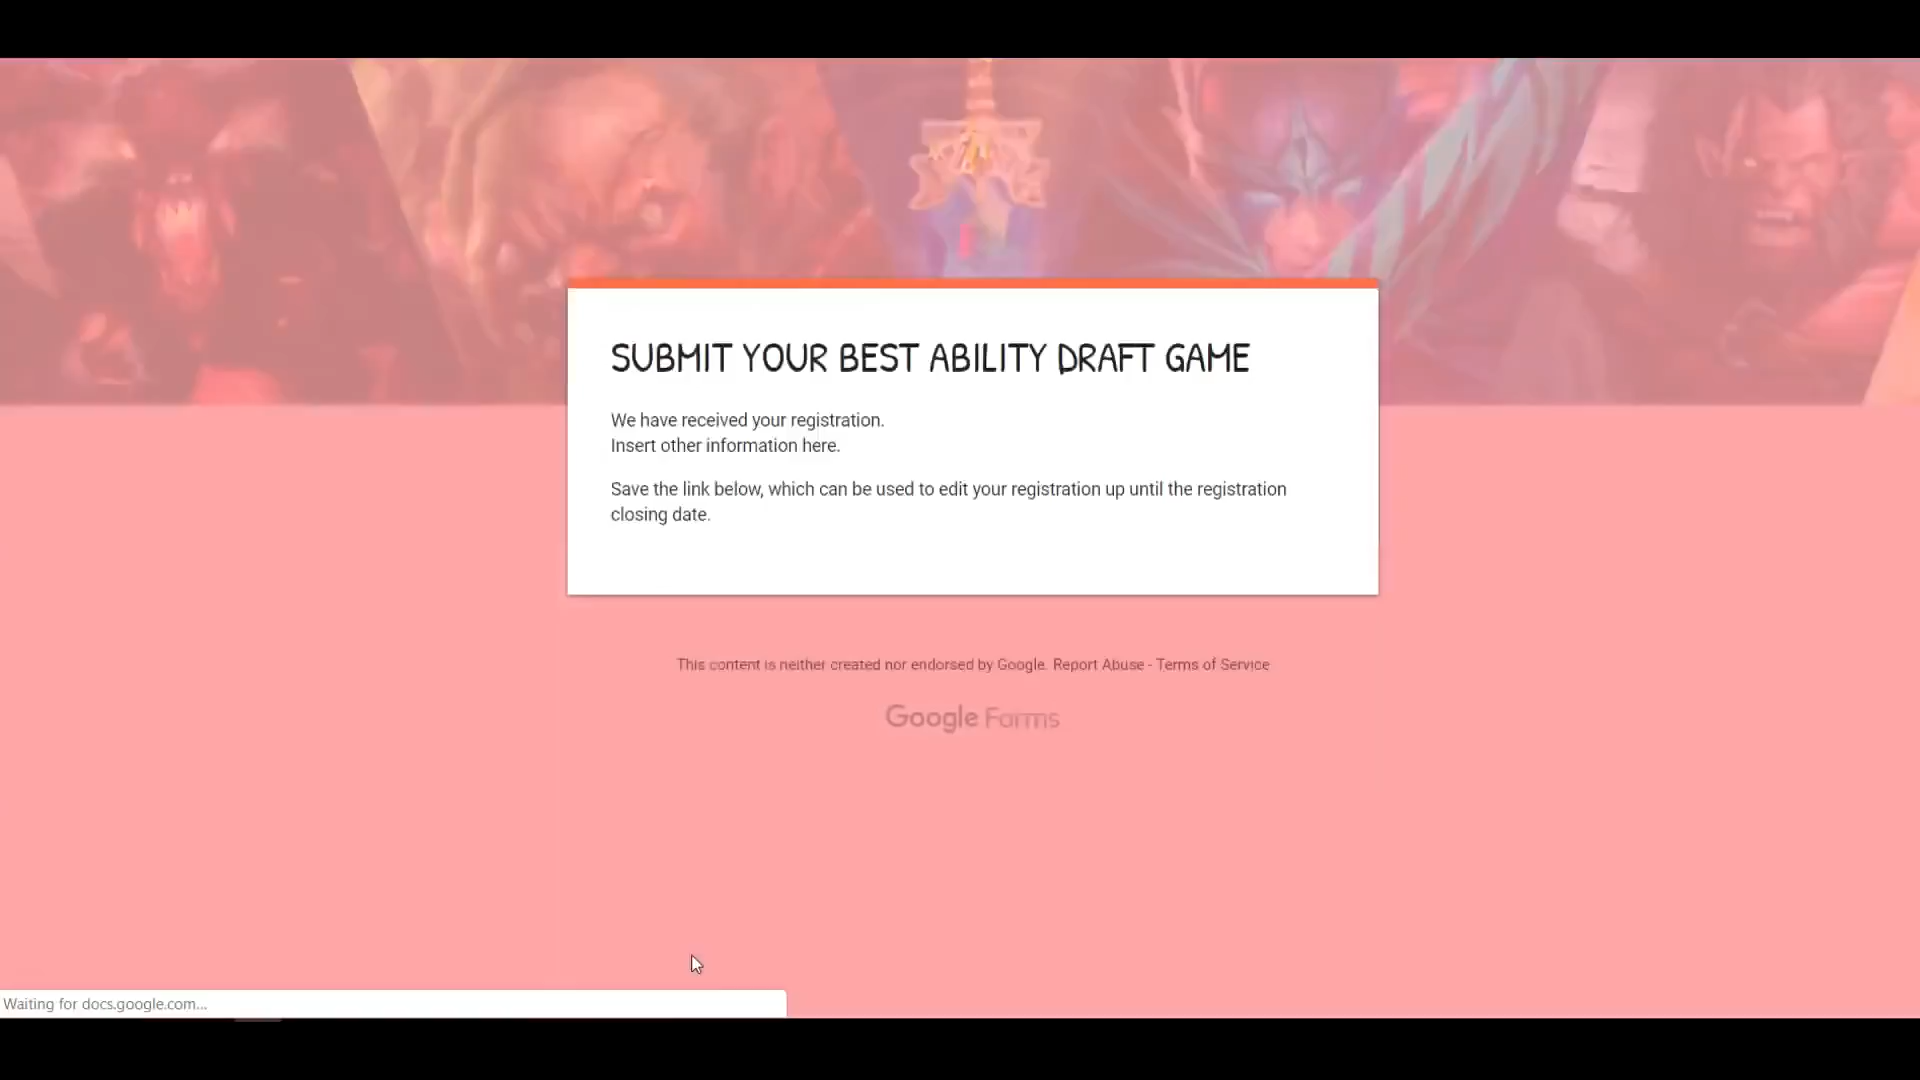 SUBMIT YOUR BEST ABILITY DRAFT GAME
We have received your registration.
Insert other information here.
Save the link below, which can be used to edit your registration up until the registration
closing date.
This content is neither created nor endorsed by Google. Report Abuse - Terms of Service
Google Forms
Waiting for docs.google.com...